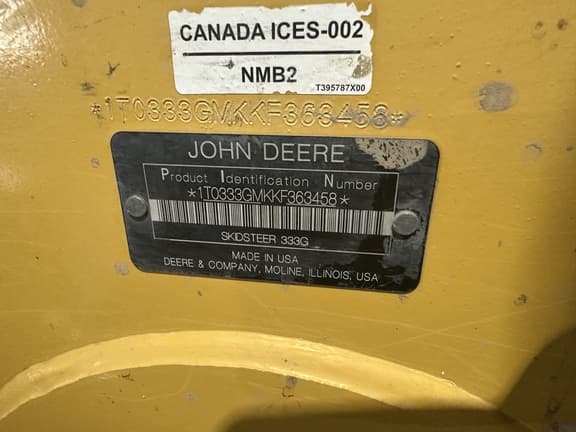 CANADA ICES-002
NMB2
T395787X00
*1T0333GMKKF363458*
JOHN DEERE
Product Identification Number
*1T0333GMKKF363458*
SKIDSTEER 333G
MADE IN USA
DEERE & COMPANY, MOLINE, ILLINOIS, USA